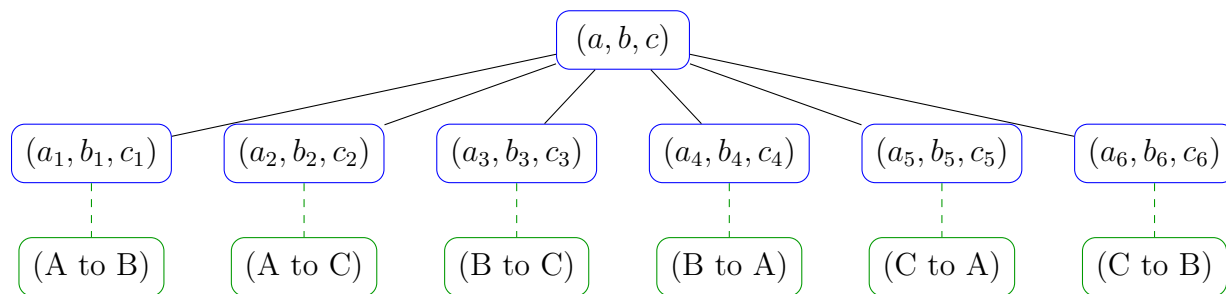 (a, b, c)
(a₁, b₁, c₁) (a₂, b₂, c₂) (a₃, b₃, c₃) (a₄, b₄, c₄) (a₅, b₅, c₅) (a₆, b₆, c₆)
(A to B) (A to C) (B to C) (B to A) (C to A) (C to B)